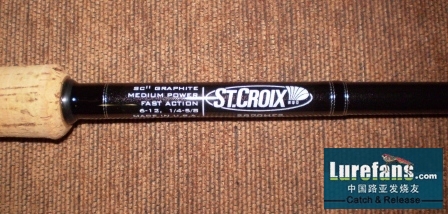 SCII GRAPHITE
MEDIUM POWER
FAST ACTION
6-12, 1/4-5/8
MADE IN U.S.A.
ST.CROIX
Lurefans.com
中国路亚发烧友
Catch & Release